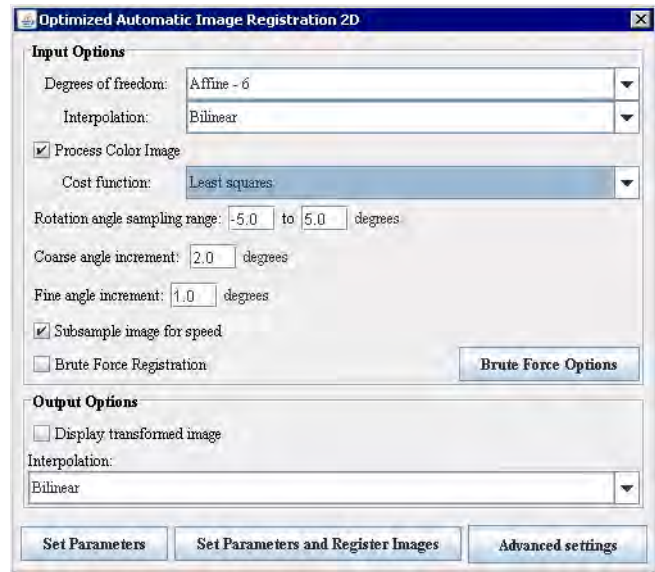 Optimized Automatic Image Registration 2D
Input Options
Degrees of freedom: Affine - 6
Interpolation: Bilinear
Process Color Image
Cost function: Least squares
Rotation angle sampling range: -5.0 to 5.0 degrees
Coarse angle increment: 2.0 degrees
Fine angle increment: 1.0 degrees
Subsample image for speed
Brute Force Registration Brute Force Options
Output Options
Display transformed image
Interpolation:
Bilinear
Set Parameters Set Parameters and Register Images Advanced settings